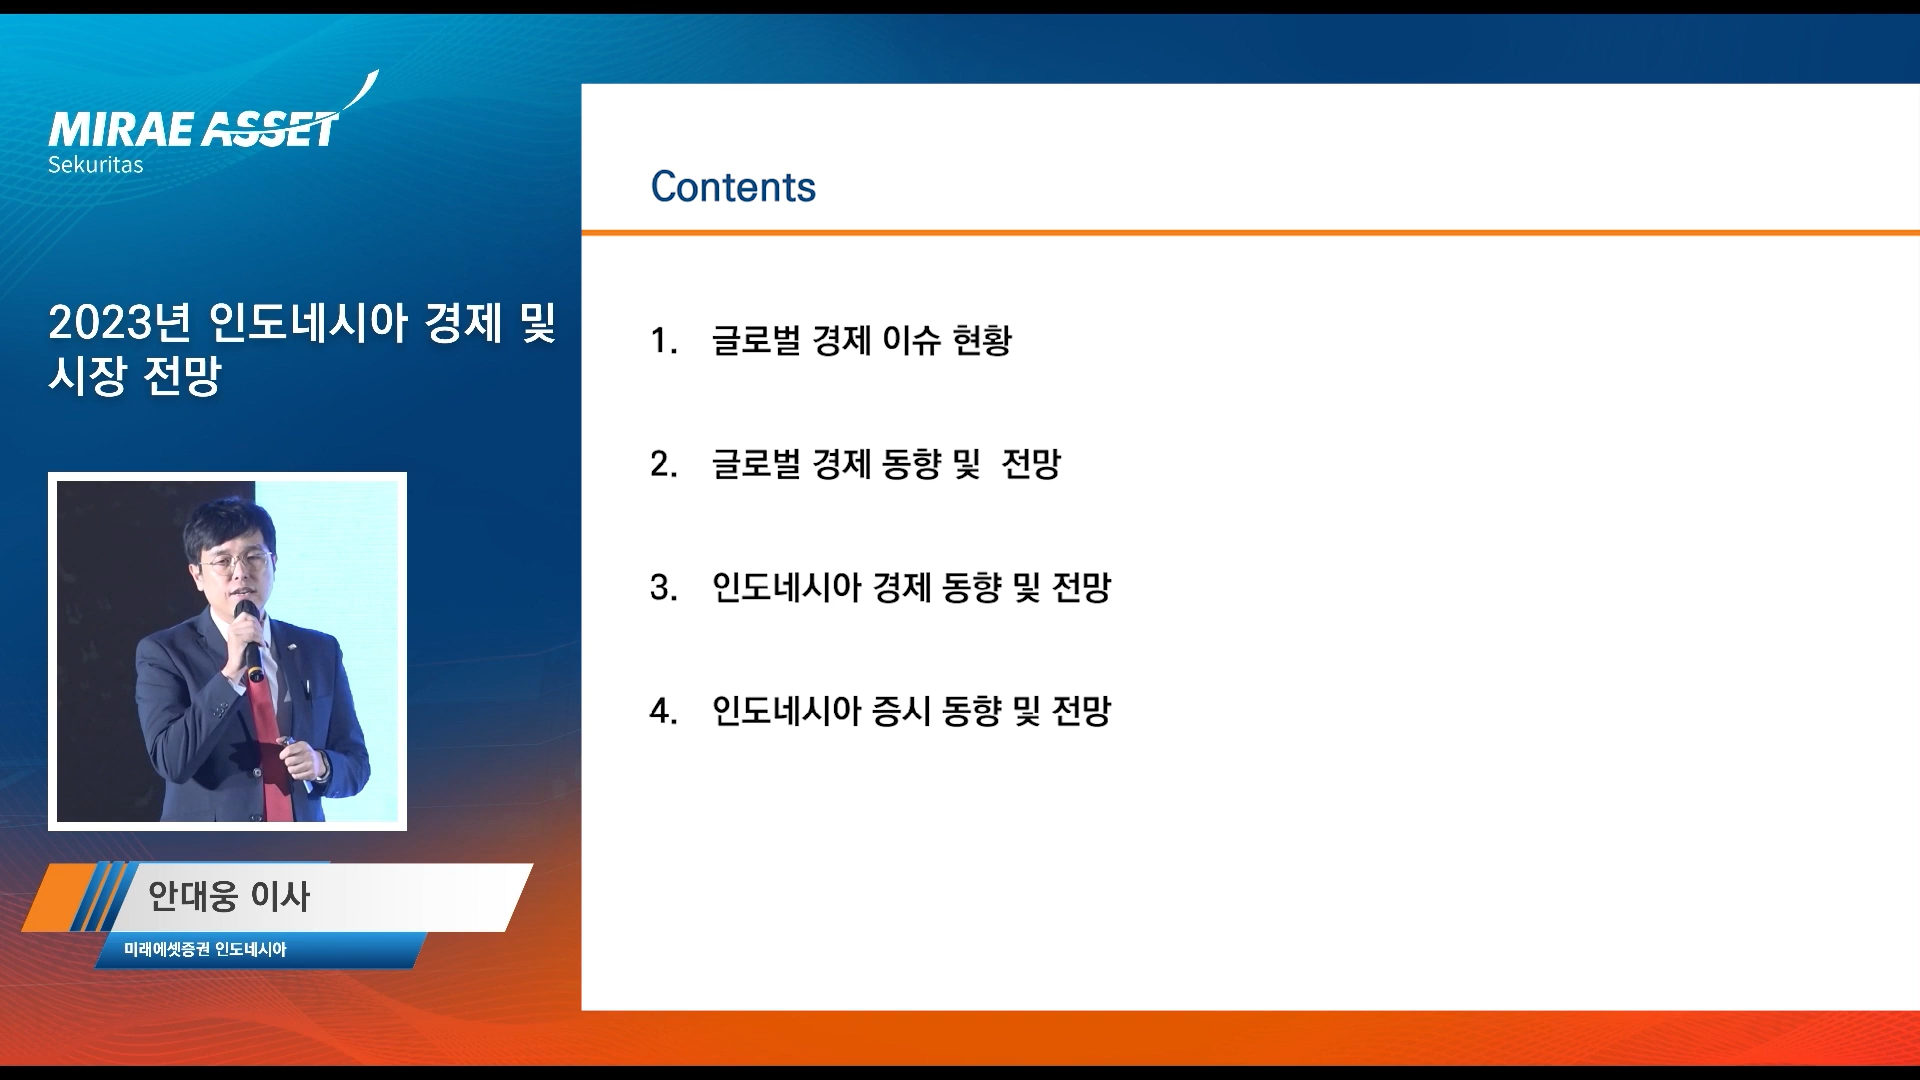 MIRAE ASSET
Sekuritas
2023년 인도네시아 경제 및
시장 전망
안대웅 이사
미래에셋증권 인도네시아
Contents
1. 글로벌 경제 이슈 현황
2. 글로벌 경제 동향 및 전망
3. 인도네시아 경제 동향 및 전망
4. 인도네시아 증시 동향 및 전망